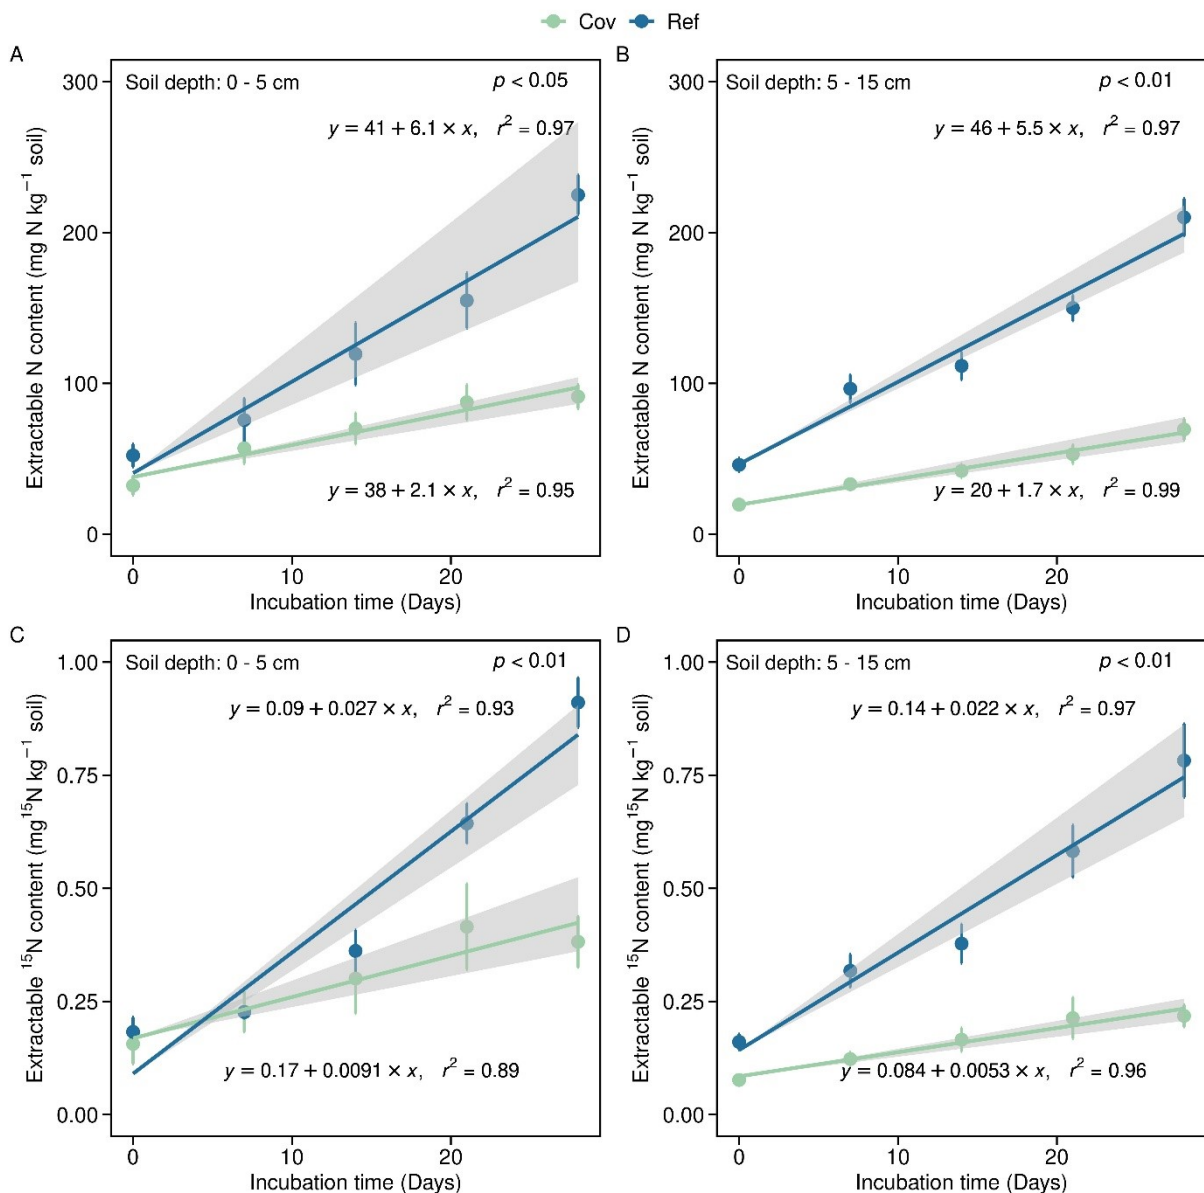 Cov Ref
A
Soil depth: 0 - 5 cm p < 0.05
y = 41 + 6.1 × x, r² = 0.97
y = 38 + 2.1 × x, r² = 0.95
Extractable N content (mg N kg⁻¹ soil)
300
200
100
0
0 10 20
Incubation time (Days)
B
Soil depth: 5 - 15 cm p < 0.01
y = 46 + 5.5 × x, r² = 0.97
y = 20 + 1.7 × x, r² = 0.99
Extractable N content (mg N kg⁻¹ soil)
300
200
100
0
0 10 20
Incubation time (Days)
C
Soil depth: 0 - 5 cm p < 0.01
y = 0.09 + 0.027 × x, r² = 0.93
y = 0.17 + 0.0091 × x, r² = 0.89
Extractable ¹⁵N content (mg¹⁵N kg⁻¹ soil)
1.00
0.75
0.50
0.25
0.00
0 10 20
Incubation time (Days)
D
Soil depth: 5 - 15 cm p < 0.01
y = 0.14 + 0.022 × x, r² = 0.97
y = 0.084 + 0.0053 × x, r² = 0.96
Extractable ¹⁵N content (mg¹⁵N kg⁻¹ soil)
1.00
0.75
0.50
0.25
0.00
0 10 20
Incubation time (Days)